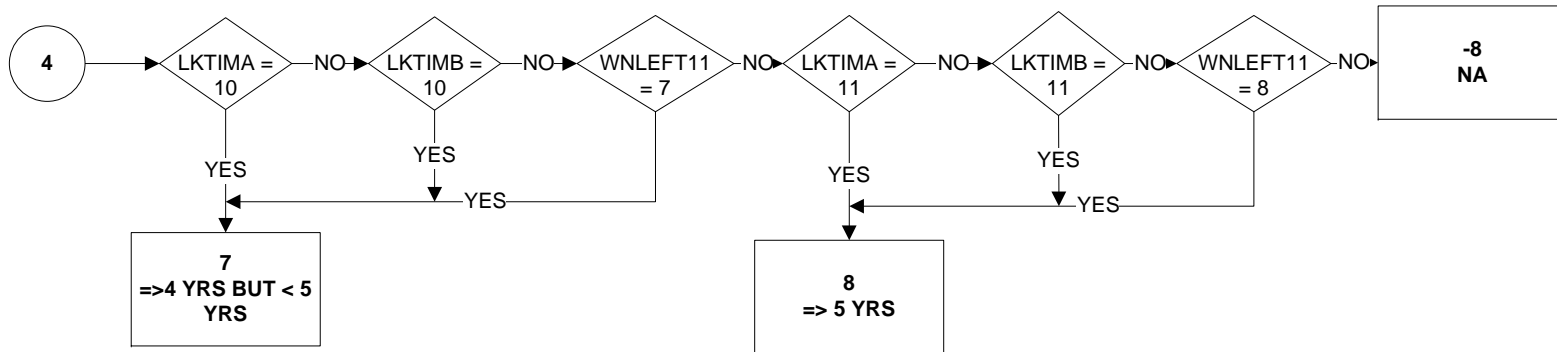 4
LKTIMA =
10
NO
LKTIMB =
10
NO
WNLEFT11
= 7
NO
LKTIMA =
11
NO
LKTIMB =
11
NO
WNLEFT11
= 8
NO
-8
NA
YES
YES
YES
YES
YES
YES
7
=>4 YRS BUT < 5
YRS
8
=> 5 YRS